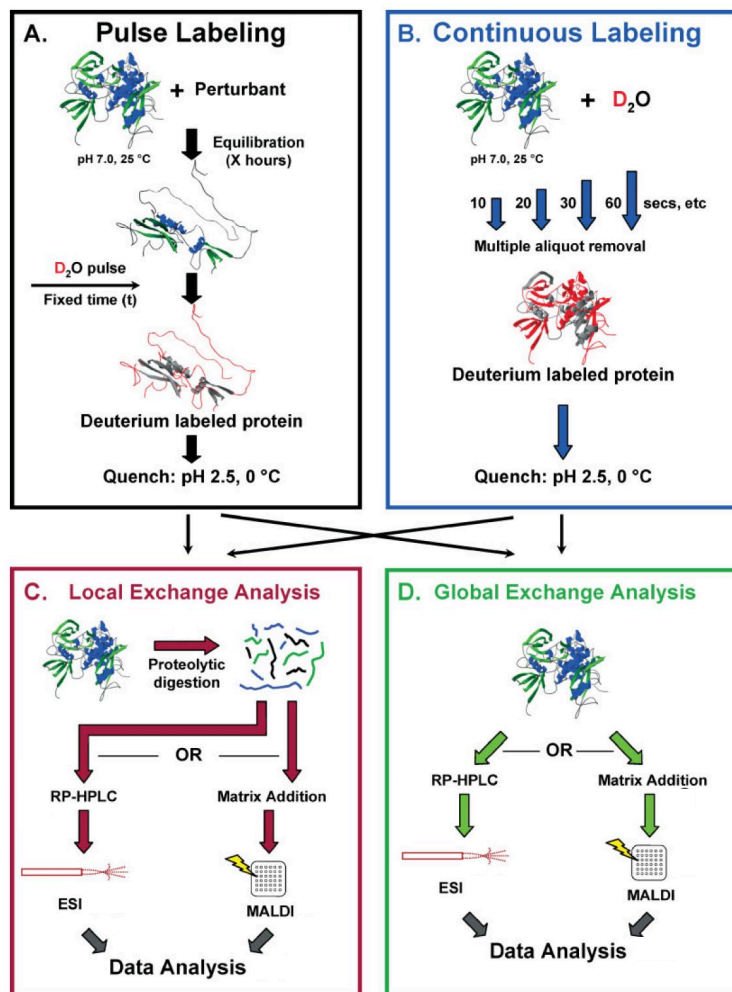 A. Pulse Labeling
+ Perturbant
pH 7.0, 25 °C
Equilibration
(X hours)
D₂O pulse
Fixed time (t)
Deuterium labeled protein
Quench: pH 2.5, 0 °C
B. Continuous Labeling
+ D₂O
pH 7.0, 25 °C
10 20 30 60 secs, etc
Multiple aliquot removal
Deuterium labeled protein
Quench: pH 2.5, 0 °C
C. Local Exchange Analysis
Proteolytic
digestion
OR
RP-HPLC
Matrix Addition
ESI
MALDI
Data Analysis
D. Global Exchange Analysis
OR
RP-HPLC
Matrix Addition
ESI
MALDI
Data Analysis